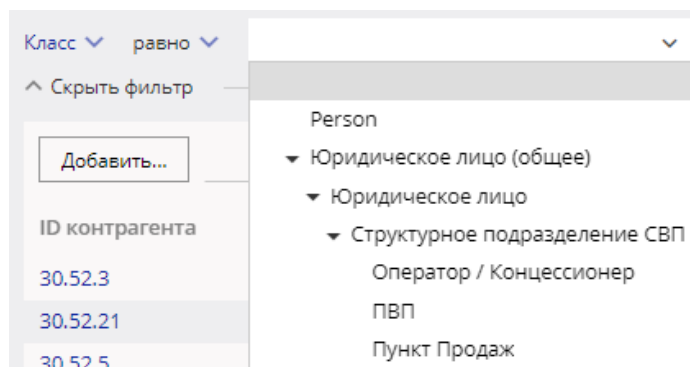 Класс равно
Скрыть фильтр
Person
Добавить...
Юридическое лицо (общее)
Юридическое лицо
ID контрагента
Структурное подразделение СВП
30.52.3
Оператор / Концессионер
30.52.21
ПВП
30.52.5
Пункт Продаж